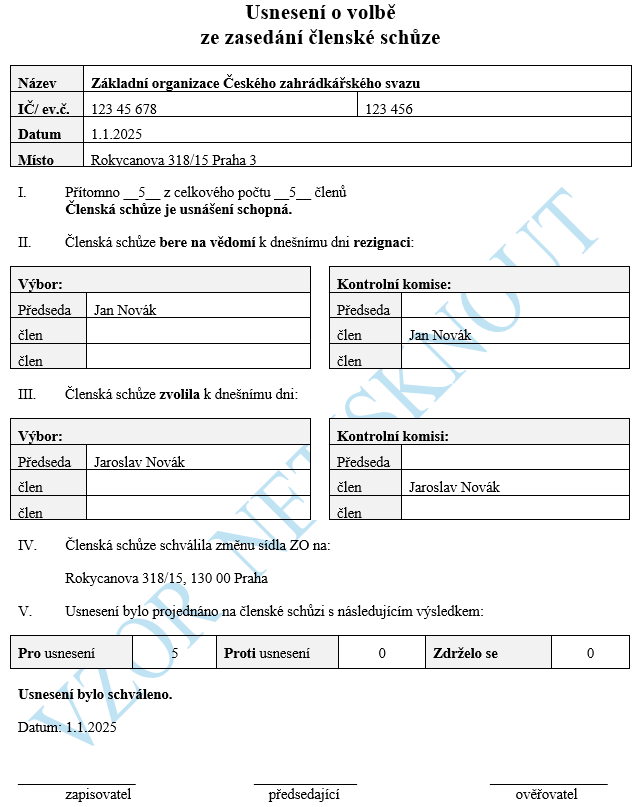 Usnesení o volbě
ze zasedání členské schůze
Název Základní organizace Českého zahrádkářského svazu
IČ/ ev.č. 123 45 678 123 456
Datum 1.1.2025
Místo Rokycanova 318/15 Praha 3
I. Přítomno __5__ z celkového počtu __5__ členů
Členská schůze je usnášení schopná.
II. Členská schůze bere na vědomí k dnešnímu dni rezignaci:
Výbor: Kontrolní komise:
Předseda Jan Novák Předseda
člen člen Jan Novák
člen člen
III. Členská schůze zvolila k dnešnímu dni:
Výbor: Kontrolní komisi:
Předseda Jaroslav Novák Předseda
člen člen Jaroslav Novák
člen člen
IV. Členská schůze schválila změnu sídla ZO na:
Rokycanova 318/15, 130 00 Praha
V. Usnesení bylo projednáno na členské schůzi s následujícím výsledkem:
Pro usnesení 5 Proti usnesení 0 Zdrželo se 0
Usnesení bylo schváleno.
Datum: 1.1.2025
zapisovatel předsedající ověřovatel
VZOR NETISKNOUT